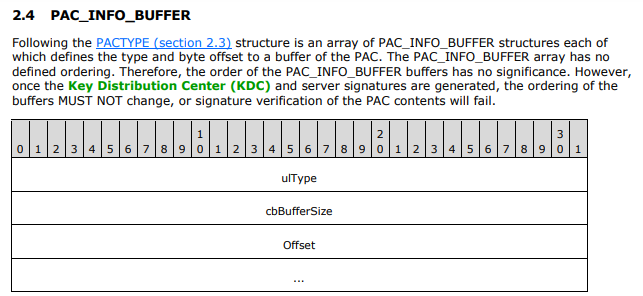 2.4 PAC_INFO_BUFFER
Following the PACTYPE (section 2.3) structure is an array of PAC_INFO_BUFFER structures each of
which defines the type and byte offset to a buffer of the PAC. The PAC_INFO_BUFFER array has no
defined ordering. Therefore, the order of the PAC_INFO_BUFFER buffers has no significance. However,
once the Key Distribution Center (KDC) and server signatures are generated, the ordering of the
buffers MUST NOT change, or signature verification of the PAC contents will fail.
1 2 3
0 1 2 3 4 5 6 7 8 9 0 1 2 3 4 5 6 7 8 9 0 1 2 3 4 5 6 7 8 9 0 1
ulType
cbBufferSize
Offset
...